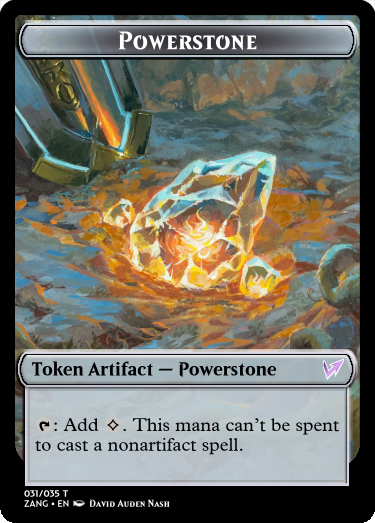 Powerstone
Token Artifact — Powerstone
: Add . This mana can't be spent
to cast a nonartifact spell.
031/035 T
ZANG • EN David Auden Nash